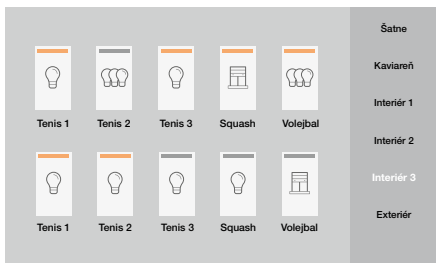 Tenis 1 Tenis 2 Tenis 3 Squash Volejbal
Tenis 1 Tenis 2 Tenis 3 Squash Volejbal
Šatne
Kaviareň
Interiér 1
Interiér 2
Interiér 3
Exteriér